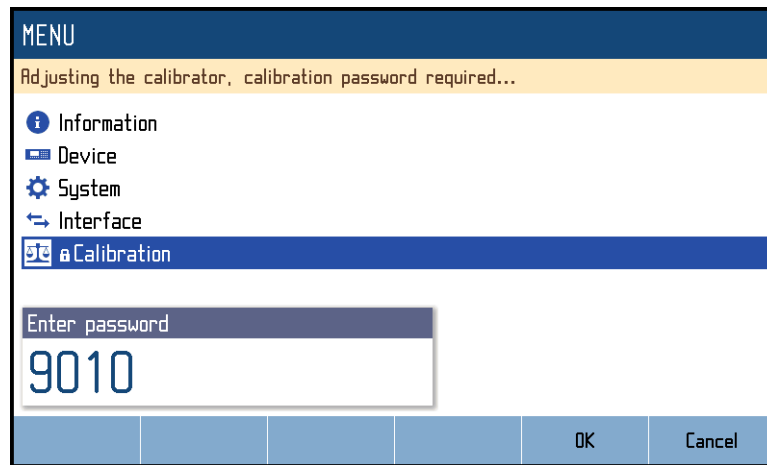 MENU
Adjusting the calibrator, calibration password required...
Information
Device
System
Interface
Calibration
Enter password
9010
OK Cancel